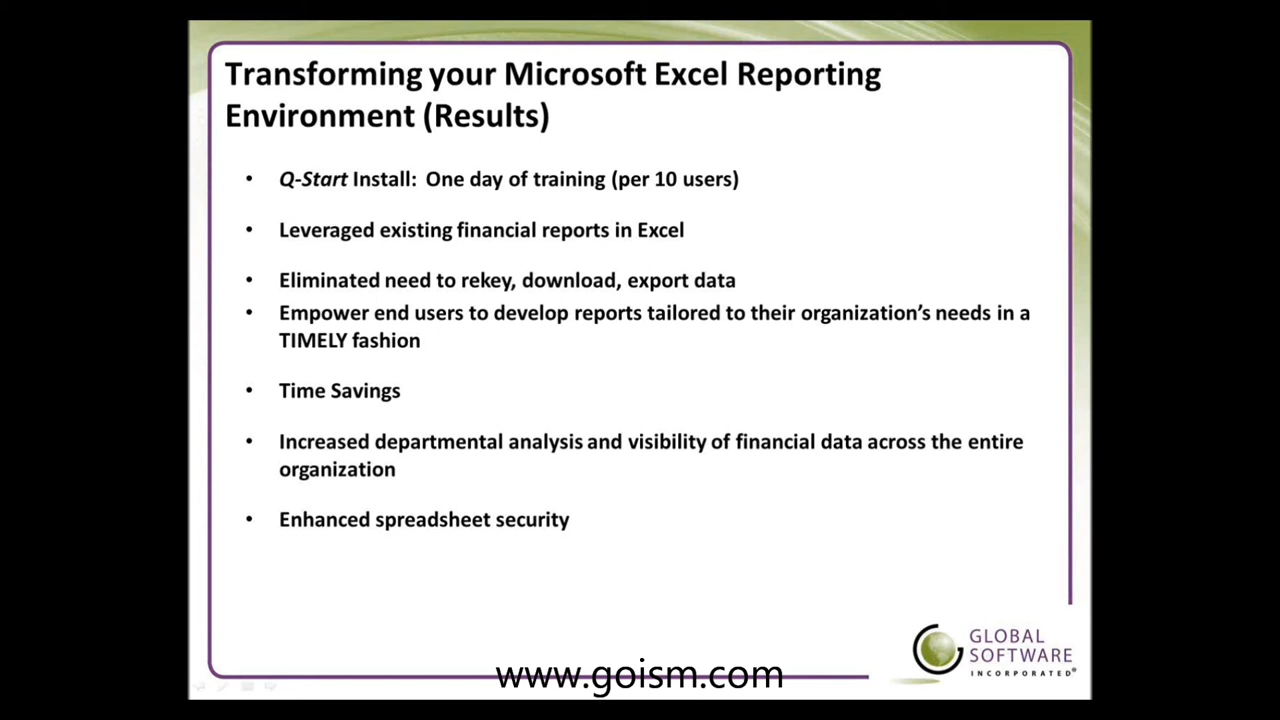 Transforming your Microsoft Excel Reporting
Environment (Results)
• Q-Start Install: One day of training (per 10 users)
• Leveraged existing financial reports in Excel
• Eliminated need to rekey, download, export data
• Empower end users to develop reports tailored to their organization's needs in a
TIMELY fashion
• Time Savings
• Increased departmental analysis and visibility of financial data across the entire
organization
• Enhanced spreadsheet security
GLOBAL
SOFTWARE
INCORPORATED®
www.goism.com